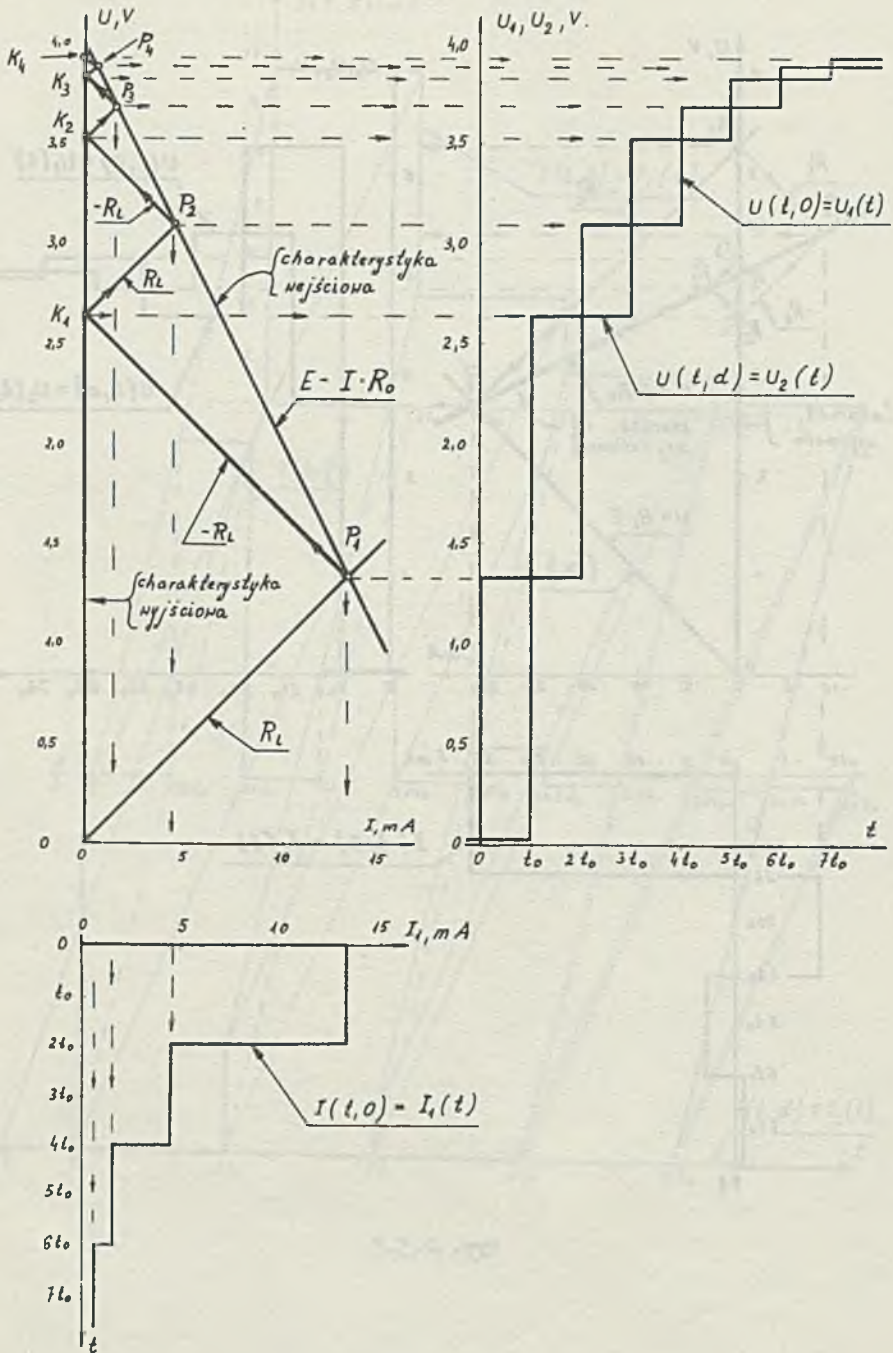 U, V
4,0
K4
P4
K3
P3
K2
3,5
-RL
P2
3,0
RL
charakterystyka
wejściowa
K1
2,5
E - I·R0
2,0
-RL
P1
1,5
charakterystyka
wyjściowa
1,0
RL
0,5
0
I, mA
0 5 10 15
U1, U2, V.
4,0
3,5
U(t,0)=U1(t)
3,0
2,5
U(t,d)=U2(t)
2,0
1,5
1,0
0,5
0
t
0 t0 2t0 3t0 4t0 5t0 6t0 7t0
0 5 10 15 I1, mA
0
t0
2t0
3t0
I(t,0) = I1(t)
4t0
5t0
6t0
7t0
t